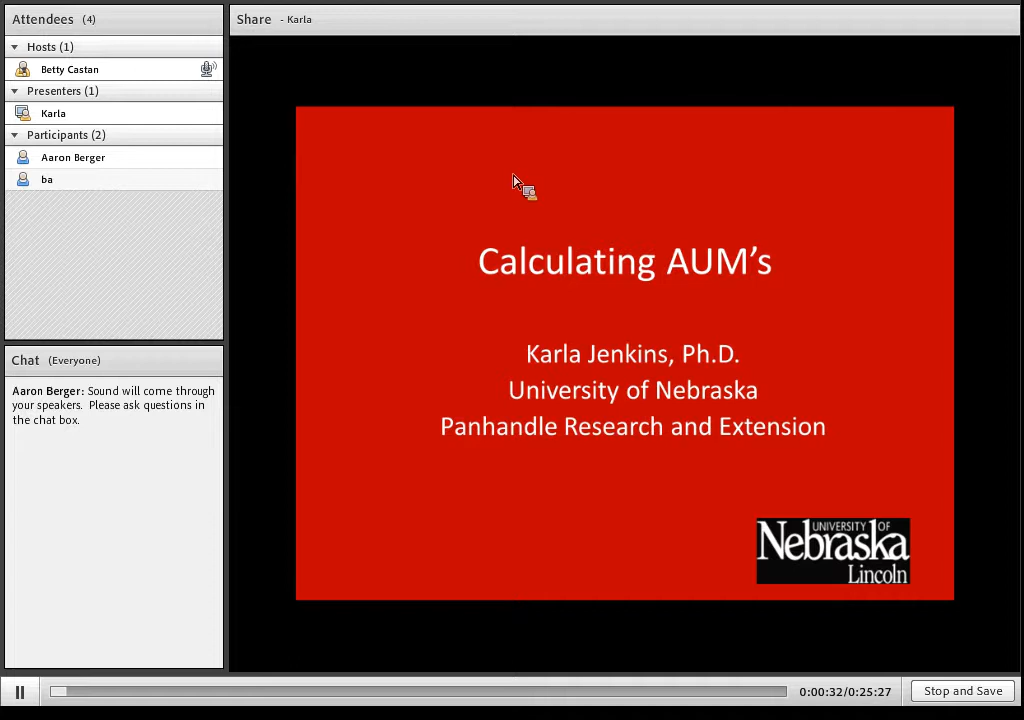 Attendees (4)
Hosts (1)
Betty Castan
Presenters (1)
Karla
Participants (2)
Aaron Berger
ba
Chat (Everyone)
Aaron Berger: Sound will come through
your speakers. Please ask questions in
the chat box.
Share - Karla
Calculating AUM’s
Karla Jenkins, Ph.D.
University of Nebraska
Panhandle Research and Extension
UNIVERSITY OF
Nebraska
Lincoln
0:00:32/0:25:27
Stop and Save